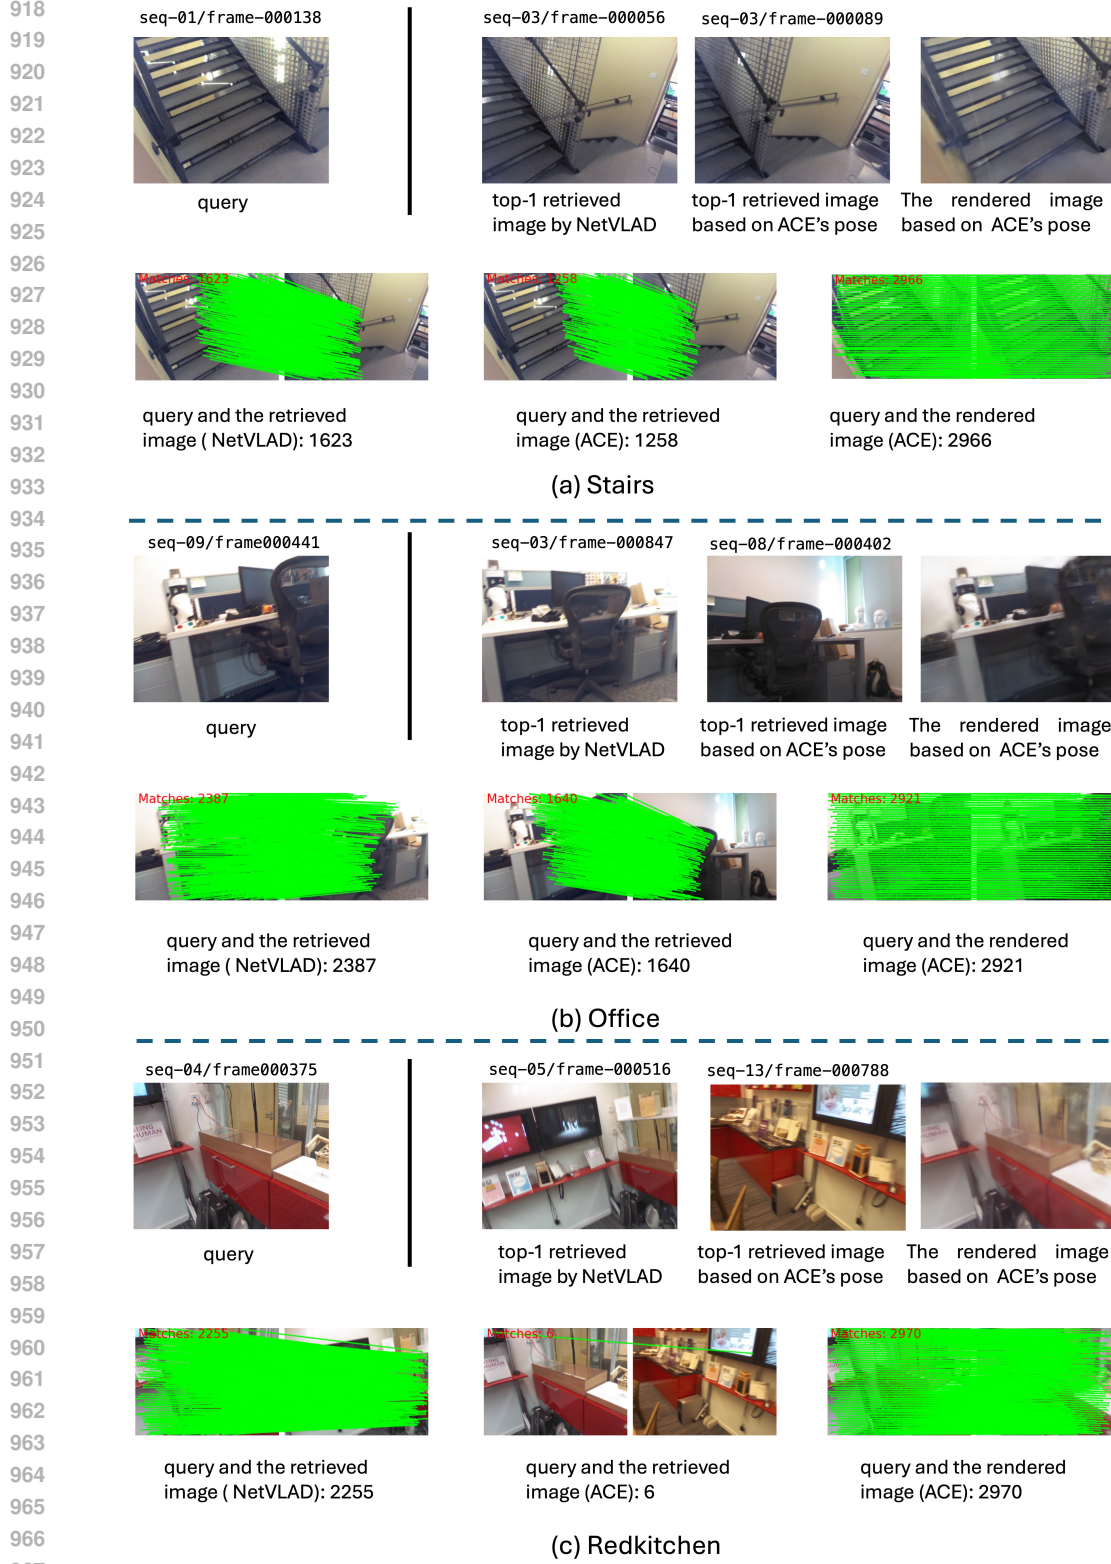 918
919
920
921
922
923
924
925
926
927
928
929
930
931
932
933
934
935
936
937
938
939
940
941
942
943
944
945
946
947
948
949
950
951
952
953
954
955
956
957
958
959
960
961
962
963
964
965
966
seq-01/frame-000138
seq-03/frame-000056
seq-03/frame-000089
query
top-1 retrieved
image by NetVLAD
top-1 retrieved image
based on ACE's pose
The rendered image
based on ACE's pose
Matches: 1623
Matches: 1258
Matches: 2966
query and the retrieved
image ( NetVLAD): 1623
query and the retrieved
image (ACE): 1258
query and the rendered
image (ACE): 2966
(a) Stairs
seq-09/frame000441
seq-03/frame-000847
seq-08/frame-000402
query
top-1 retrieved
image by NetVLAD
top-1 retrieved image
based on ACE's pose
The rendered image
based on ACE's pose
Matches: 2387
Matches: 1640
Matches: 2921
query and the retrieved
image ( NetVLAD): 2387
query and the retrieved
image (ACE): 1640
query and the rendered
image (ACE): 2921
(b) Office
seq-04/frame000375
seq-05/frame-000516
seq-13/frame-000788
EING
HUMAN
query
top-1 retrieved
image by NetVLAD
top-1 retrieved image
based on ACE's pose
The rendered image
based on ACE's pose
Matches: 2255
Matches: 6
Matches: 2970
query and the retrieved
image ( NetVLAD): 2255
query and the retrieved
image (ACE): 6
query and the rendered
image (ACE): 2970
(c) Redkitchen